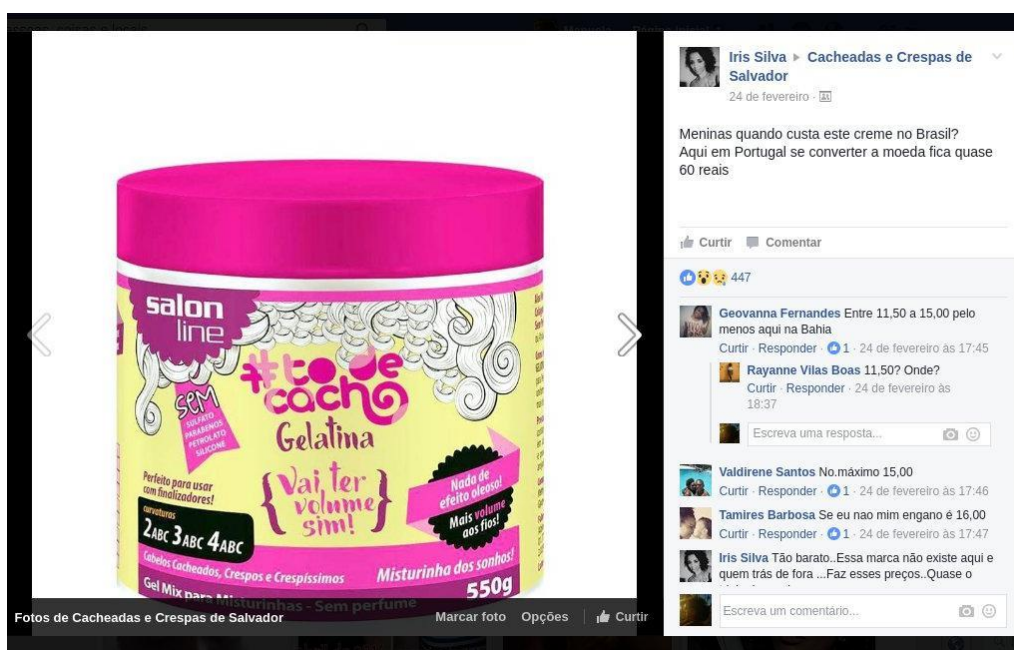 Iris Silva ▸ Cacheadas e Crespas de
Salvador
24 de fevereiro ·
Meninas quando custa este creme no Brasil?
Aqui em Portugal se converter a moeda fica quase
60 reais
Curtir Comentar
447
Geovanna Fernandes Entre 11,50 a 15,00 pelo
menos aqui na Bahia
Curtir · Responder · 1 · 24 de fevereiro às 17:45
Rayanne Vilas Boas 11,50? Onde?
Curtir · Responder · 24 de fevereiro às
18:37
Escreva uma resposta...
Valdirene Santos No.máximo 15,00
Curtir · Responder · 1 · 24 de fevereiro às 17:46
Tamires Barbosa Se eu nao mim engano é 16,00
Curtir · Responder · 1 · 24 de fevereiro às 17:47
Iris Silva Tão barato..Essa marca não existe aqui e
quem trás de fora ...Faz esses preços..Quase o
Escreva um comentário...
salon
line
#to de
cacho
SEM
SULFATO
PARABENOS
PETROLATO
SILICONE
Gelatina
{Vai ter
volume
sim!}
Perfeito para usar
com finalizadores!
curvaturas
2ABC 3ABC 4ABC
Nada de
efeito oleoso!
Mais volume
aos fios!
Cabelos Cacheados, Crespos e Crespíssimos
Misturinha dos sonhos!
Gel Mix para Misturinhas - Sem perfume
550g
Fotos de Cacheadas e Crespas de Salvador
Marcar foto Opções Curtir